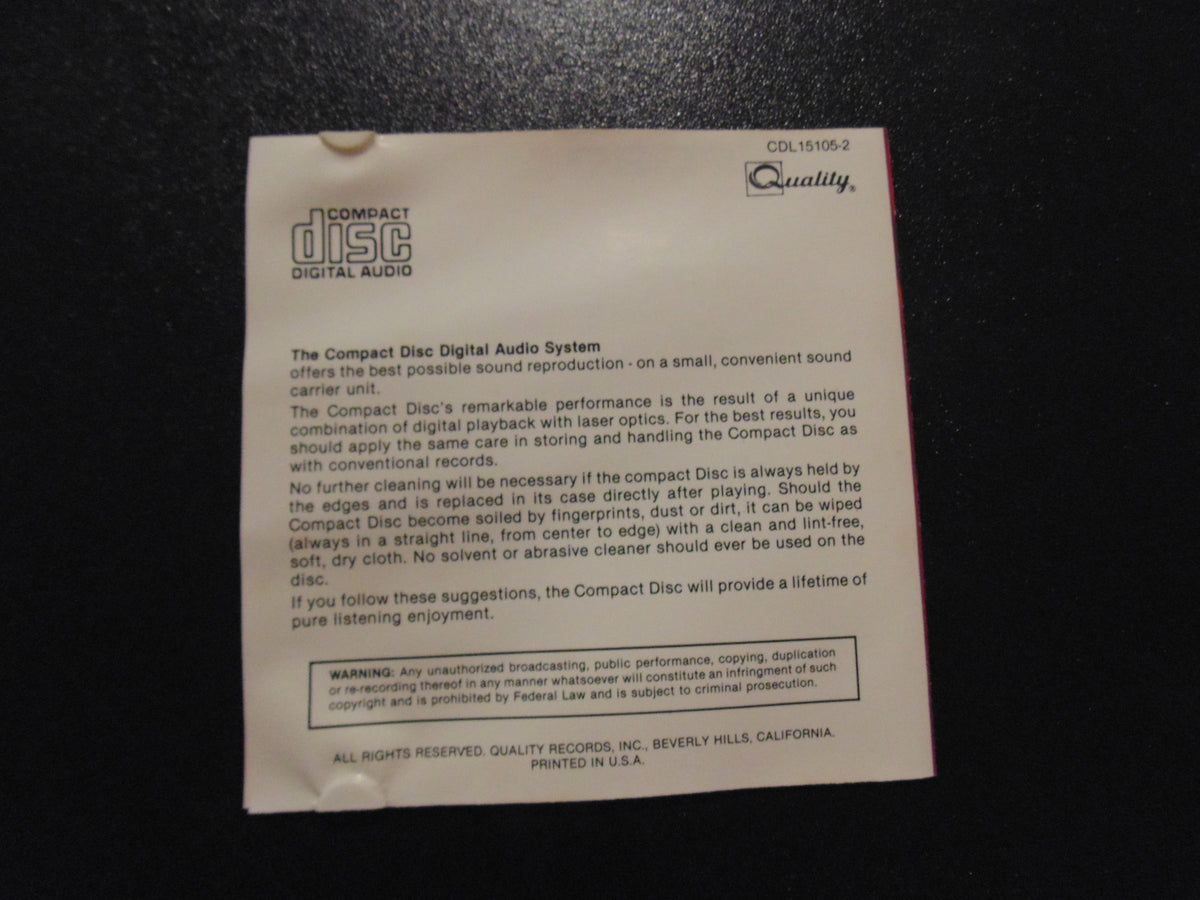 CDL15105-2
Quality®
COMPACT
disc
DIGITAL AUDIO
The Compact Disc Digital Audio System
offers the best possible sound reproduction - on a small, convenient sound
carrier unit.
The Compact Disc's remarkable performance is the result of a unique
combination of digital playback with laser optics. For the best results, you
should apply the same care in storing and handling the Compact Disc as
with conventional records.
No further cleaning will be necessary if the compact Disc is always held by
the edges and is replaced in its case directly after playing. Should the
Compact Disc become soiled by fingerprints, dust or dirt, it can be wiped
(always in a straight line, from center to edge) with a clean and lint-free,
soft, dry cloth. No solvent or abrasive cleaner should ever be used on the
disc.
If you follow these suggestions, the Compact Disc will provide a lifetime of
pure listening enjoyment.
WARNING: Any unauthorized broadcasting, public performance, copying, duplication
or re-recording thereof in any manner whatsoever will constitute an infringment of such
copyright and is prohibited by Federal Law and is subject to criminal prosecution.
ALL RIGHTS RESERVED. QUALITY RECORDS, INC., BEVERLY HILLS, CALIFORNIA.
PRINTED IN U.S.A.